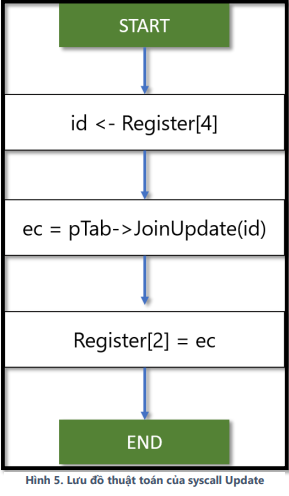 START
id <- Register[4]
ec = pTab->JoinUpdate(id)
Register[2] = ec
END
Hình 5. Lưu đồ thuật toán của syscall Update